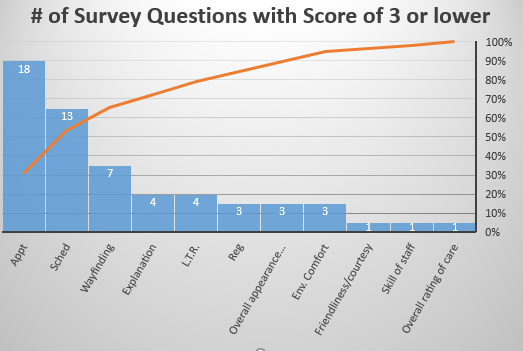 # of Survey Questions with Score of 3 or lower
18
13
7
4
4
3
3
3
1
1
1
100%
90%
80%
70%
60%
50%
40%
30%
20%
10%
0%
Appt
Sched
Wayfinding
Explanation
L.T.R.
Reg
Overall appearance...
Env. Comfort
Friendliness/courtesy
Skill of staff
Overall rating of care